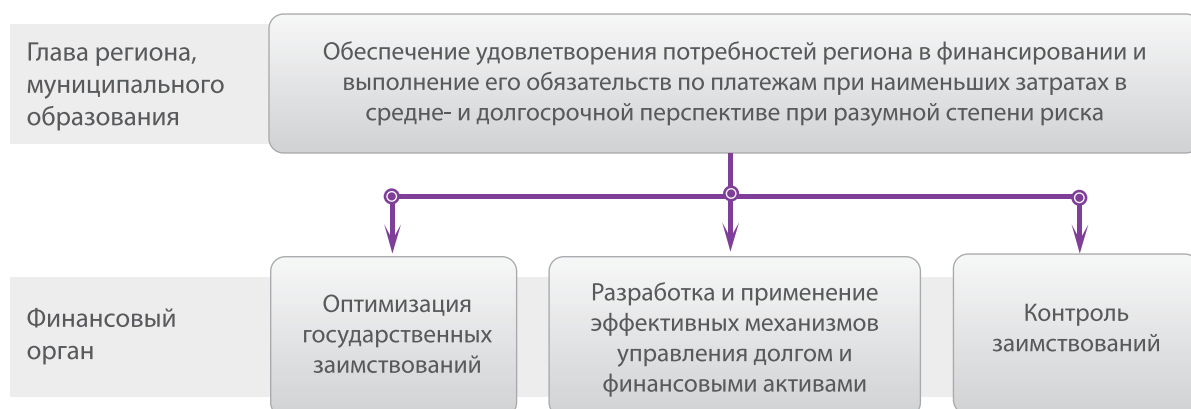 Глава региона,
муниципального
образования
Обеспечение удовлетворения потребностей региона в финансировании и
выполнение его обязательств по платежам при наименьших затратах в
средне- и долгосрочной перспективе при разумной степени риска
Финансовый
орган
Оптимизация
государственных
заимствований
Разработка и применение
эффективных механизмов
управления долгом и
финансовыми активами
Контроль
заимствований